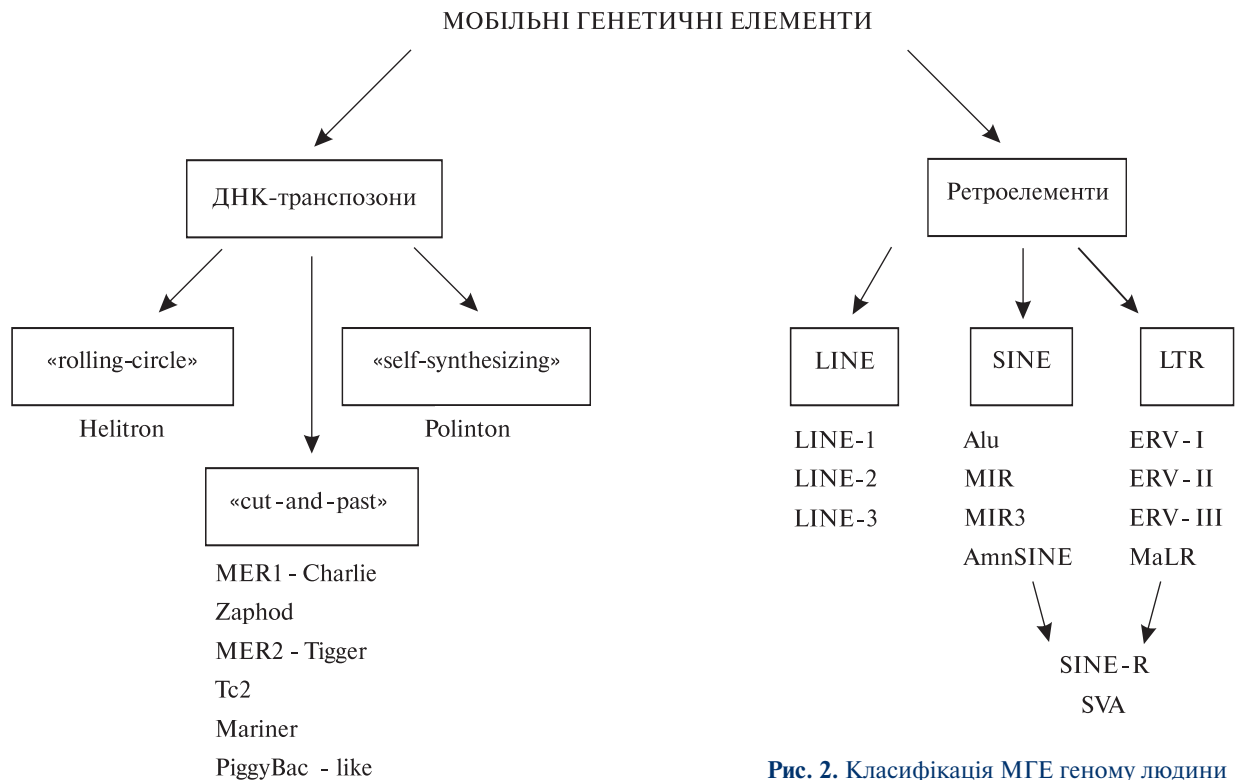 МОБІЛЬНІ ГЕНЕТИЧНІ ЕЛЕМЕНТИ
ДНК-транспозони
«rolling-circle»
Helitron
«self-synthesizing»
Polinton
«cut-and-past»
MER1 - Charlie
Zaphod
MER2 - Tigger
Tc2
Mariner
PiggyBac - like
Ретроелементи
LINE
LINE-1
LINE-2
LINE-3
SINE
Alu
MIR
MIR3
AmnSINE
LTR
ERV - I
ERV - II
ERV - III
MaLR
SINE-R
SVA
Рис. 2. Класифікація МГЕ геному людини